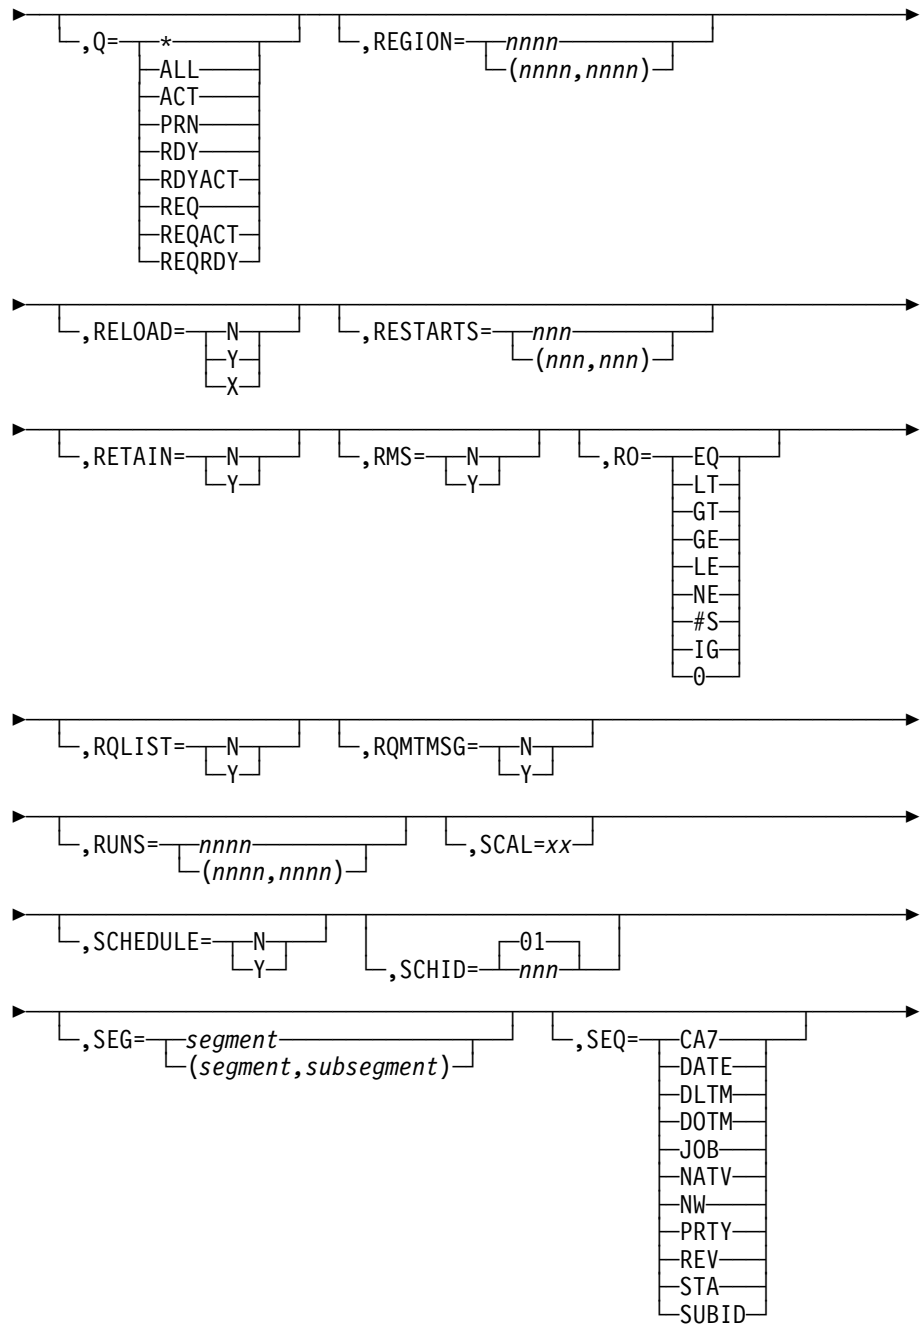 ,Q= * ,REGION= nnnn
ALL (nnnn,nnnn)
ACT
PRN
RDY
RDYACT
REQ
REQACT
REQRDY
,RELOAD= N ,RESTARTS= nnn
Y (nnn,nnn)
X
,RETAIN= N ,RMS= N ,RO= EQ
Y Y LT
GT
GE
LE
NE
#S
IG
0
,RQLIST= N ,RQMTMSG= N
Y Y
,RUNS= nnnn ,SCAL=xx
(nnnn,nnnn)
,SCHEDULE= N 01
Y ,SCHID= nnn
,SEG= segment ,SEQ= CA7
(segment,subsegment) DATE
DLTM
DOTM
JOB
NATV
NW
PRTY
REV
STA
SUBID